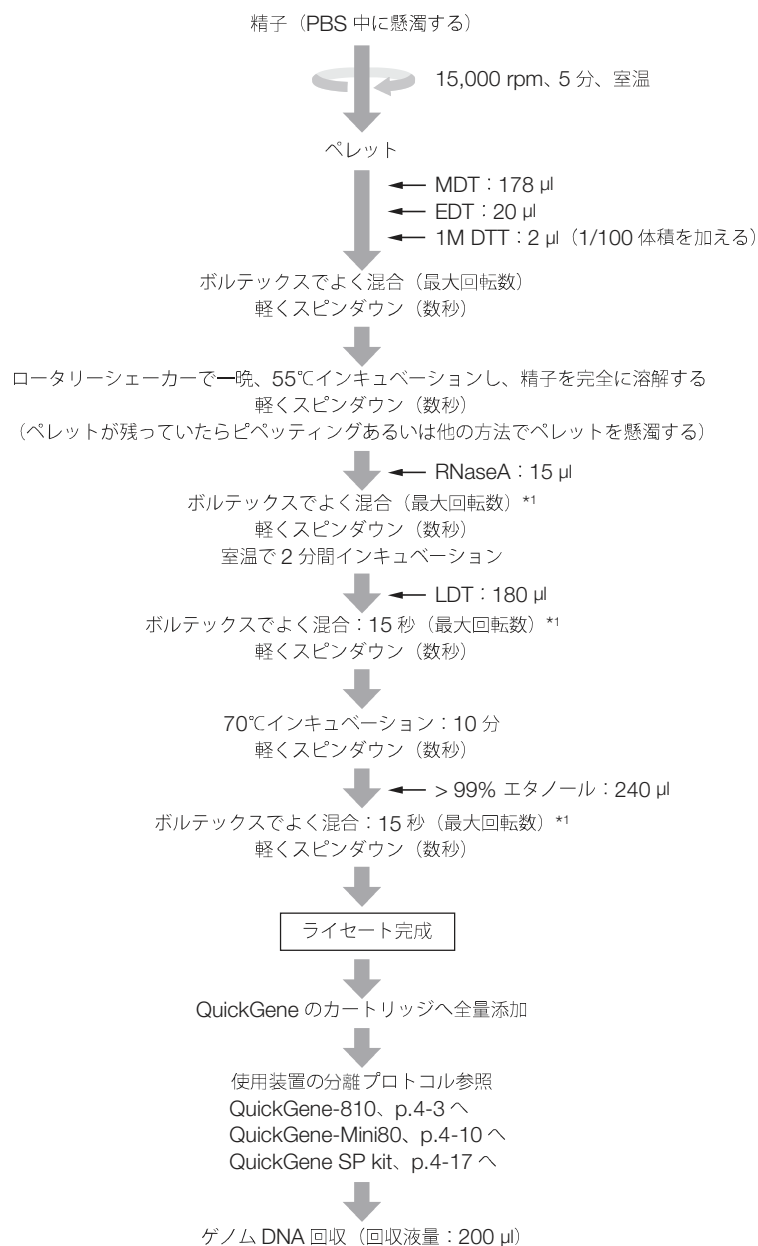 精子（PBS 中に懸濁する）
15,000 rpm、5 分、室温
ペレット
MDT：178 µl
EDT：20 µl
1M DTT：2 µl（1/100 体積を加える）
ボルテックスでよく混合（最大回転数）
軽くスピンダウン（数秒）
ロータリーシェーカーで一晩、55℃インキュベーションし、精子を完全に溶解する
軽くスピンダウン（数秒）
（ペレットが残っていたらピペッティングあるいは他の方法でペレットを懸濁する）
RNaseA：15 µl
ボルテックスでよく混合（最大回転数）*1
軽くスピンダウン（数秒）
室温で 2 分間インキュベーション
LDT：180 µl
ボルテックスでよく混合：15 秒（最大回転数）*1
軽くスピンダウン（数秒）
70℃インキュベーション：10 分
軽くスピンダウン（数秒）
> 99% エタノール：240 µl
ボルテックスでよく混合：15 秒（最大回転数）*1
軽くスピンダウン（数秒）
ライセート完成
QuickGene のカートリッジへ全量添加
使用装置の分離プロトコル参照
QuickGene-810、p.4-3 へ
QuickGene-Mini80、p.4-10 へ
QuickGene SP kit、p.4-17 へ
ゲノム DNA 回収（回収液量：200 µl）